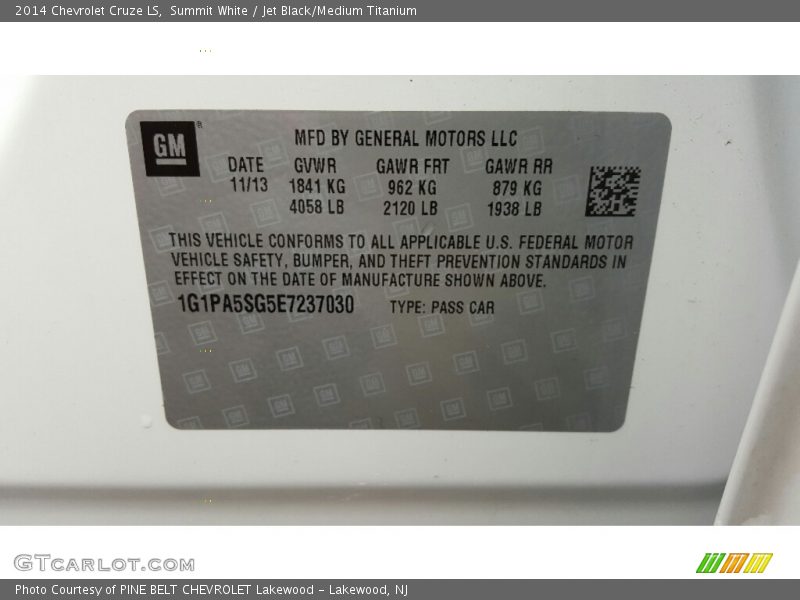 2014 Chevrolet Cruze LS, Summit White / Jet Black/Medium Titanium
GM®
MFD BY GENERAL MOTORS LLC
DATE GVWR GAWR FRT GAWR RR
11/13 1841 KG 962 KG 879 KG
4058 LB 2120 LB 1938 LB
THIS VEHICLE CONFORMS TO ALL APPLICABLE U.S. FEDERAL MOTOR
VEHICLE SAFETY, BUMPER, AND THEFT PREVENTION STANDARDS IN
EFFECT ON THE DATE OF MANUFACTURE SHOWN ABOVE.
1G1PA5SG5E7237030 TYPE: PASS CAR
GTCARLOT.COM
Photo Courtesy of PINE BELT CHEVROLET Lakewood - Lakewood, NJ